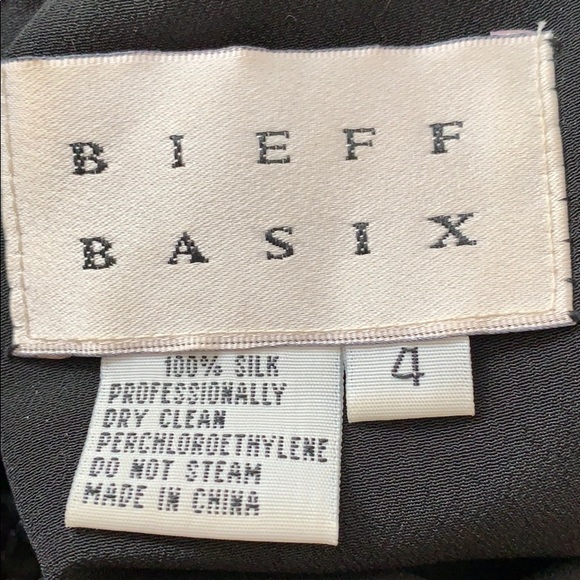 BIEFF
BASIX
4
100% SILK
PROFESSIONALLY
DRY CLEAN
PERCHLOROETHYLENE
DO NOT STEAM
MADE IN CHINA